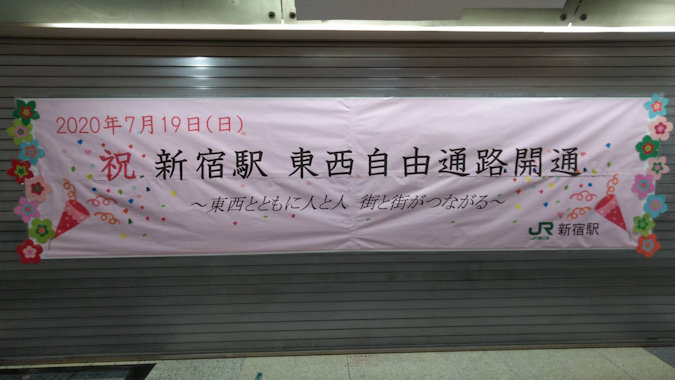 2020年7月19日(日)
祝 新宿駅 東西自由通路開通
～東西とともに人と人 街と街がつながる～
JR 新宿駅